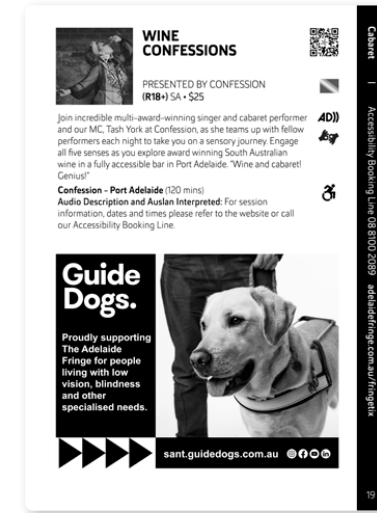 WINE
CONFESSIONS
PRESENTED BY CONFESSION
(R18+) SA • $25
Join incredible multi-award-winning singer and cabaret performer
and our MC, Tash York at Confession, as she teams up with fellow
performers each night to take you on a sensory journey. Engage
all five senses as you explore award winning South Australian
wine in a fully accessible bar in Port Adelaide. "Wine and cabaret!
Genius!"
Confession - Port Adelaide (120 mins)
Audio Description and Auslan Interpreted: For session
information, dates and times please refer to the website or call
our Accessibility Booking Line.
AD))
Guide
Dogs.
Proudly supporting
The Adelaide
Fringe for people
living with low
vision, blindness
and other
specialised needs.
sant.guidedogs.com.au
Cabaret | Accessibility Booking Line 08 8100 2089 adelaidefringe.com.au/fringetix
19